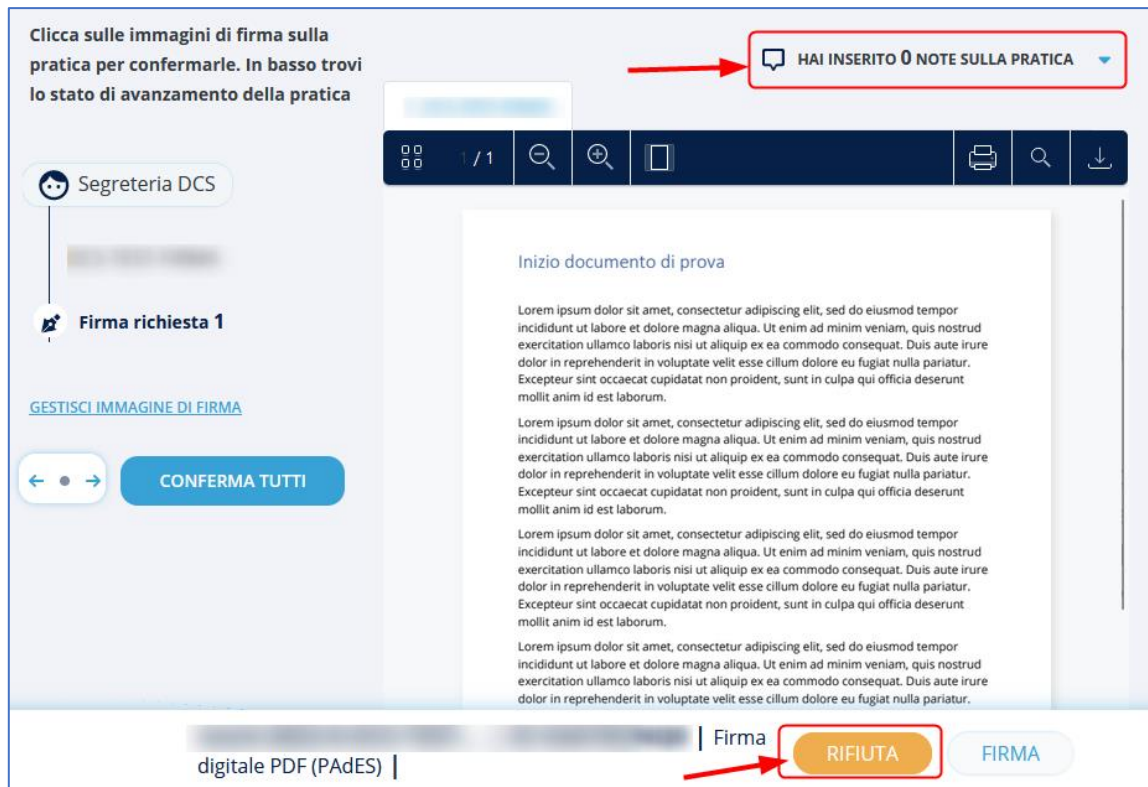 Clicca sulle immagini di firma sulla
pratica per confermarle. In basso trovi
lo stato di avanzamento della pratica
HAI INSERITO 0 NOTE SULLA PRATICA
1 / 1
Segreteria DCS
Firma richiesta 1
GESTISCI IMMAGINE DI FIRMA
CONFERMA TUTTI
Inizio documento di prova
Lorem ipsum dolor sit amet, consectetur adipiscing elit, sed do eiusmod tempor
incididunt ut labore et dolore magna aliqua. Ut enim ad minim veniam, quis nostrud
exercitation ullamco laboris nisi ut aliquip ex ea commodo consequat. Duis aute irure
dolor in reprehenderit in voluptate velit esse cillum dolore eu fugiat nulla pariatur.
Excepteur sint occaecat cupidatat non proident, sunt in culpa qui officia deserunt
mollit anim id est laborum.
Lorem ipsum dolor sit amet, consectetur adipiscing elit, sed do eiusmod tempor
incididunt ut labore et dolore magna aliqua. Ut enim ad minim veniam, quis nostrud
exercitation ullamco laboris nisi ut aliquip ex ea commodo consequat. Duis aute irure
dolor in reprehenderit in voluptate velit esse cillum dolore eu fugiat nulla pariatur.
Excepteur sint occaecat cupidatat non proident, sunt in culpa qui officia deserunt
mollit anim id est laborum.
Lorem ipsum dolor sit amet, consectetur adipiscing elit, sed do eiusmod tempor
incididunt ut labore et dolore magna aliqua. Ut enim ad minim veniam, quis nostrud
exercitation ullamco laboris nisi ut aliquip ex ea commodo consequat. Duis aute irure
dolor in reprehenderit in voluptate velit esse cillum dolore eu fugiat nulla pariatur.
Excepteur sint occaecat cupidatat non proident, sunt in culpa qui officia deserunt
mollit anim id est laborum.
Lorem ipsum dolor sit amet, consectetur adipiscing elit, sed do eiusmod tempor
incididunt ut labore et dolore magna aliqua. Ut enim ad minim veniam, quis nostrud
exercitation ullamco laboris nisi ut aliquip ex ea commodo consequat. Duis aute irure
dolor in reprehenderit in voluptate velit esse cillum dolore eu fugiat nulla pariatur.
| Firma
digitale PDF (PAdES) |
RIFIUTA
FIRMA